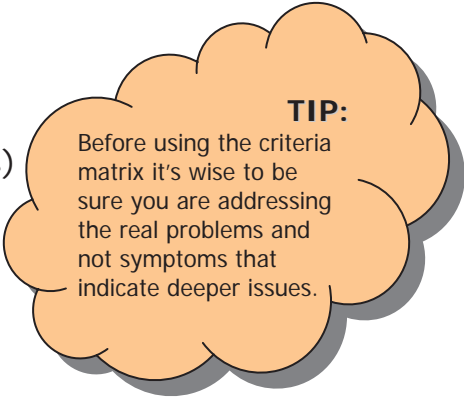 TIP:
)
Before using the criteria
matrix it's wise to be
sure you are addressing
the real problems and
not symptoms that
indicate deeper issues.